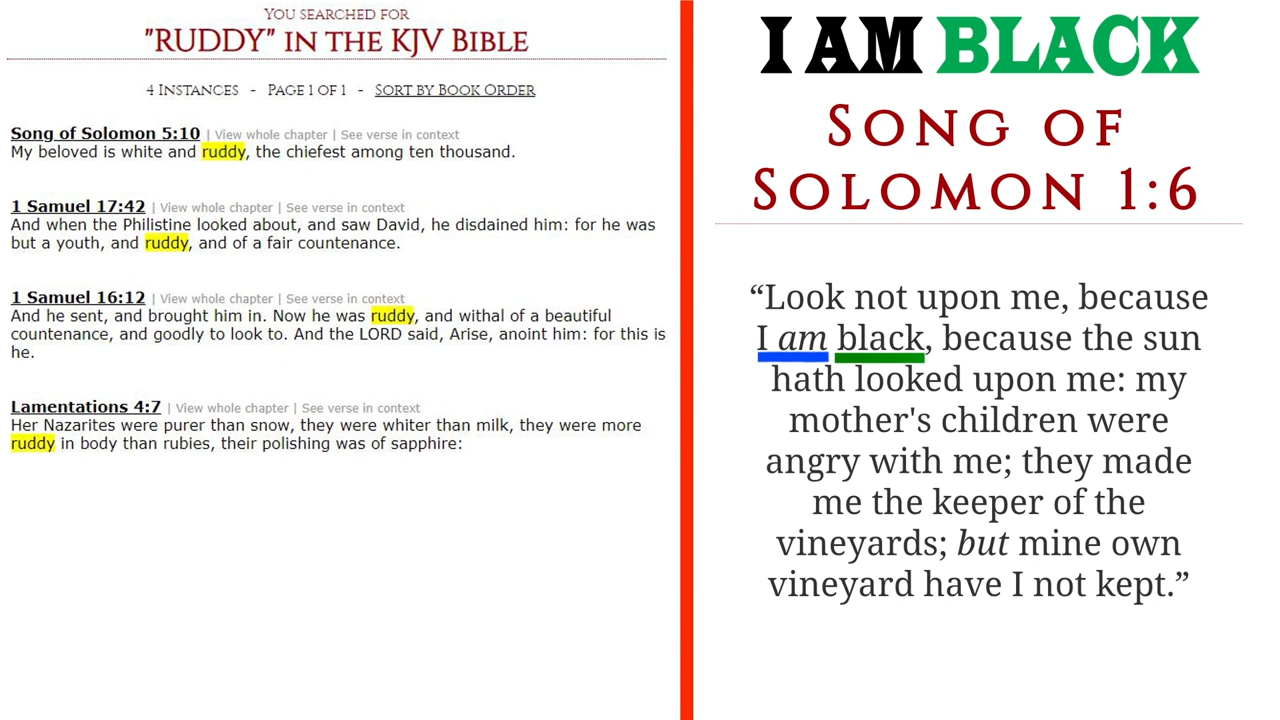 You searched for
"RUDDY" in the KJV Bible
4 Instances - Page 1 of 1 - Sort by Book Order
Song of Solomon 5:10 | View whole chapter | See verse in context
My beloved is white and ruddy, the chiefest among ten thousand.
1 Samuel 17:42 | View whole chapter | See verse in context
And when the Philistine looked about, and saw David, he disdained him: for he was
but a youth, and ruddy, and of a fair countenance.
1 Samuel 16:12 | View whole chapter | See verse in context
And he sent, and brought him in. Now he was ruddy, and withal of a beautiful
countenance, and goodly to look to. And the LORD said, Arise, anoint him: for this is
he.
Lamentations 4:7 | View whole chapter | See verse in context
Her Nazarites were purer than snow, they were whiter than milk, they were more
ruddy in body than rubies, their polishing was of sapphire:
I AM BLACK
Song of
Solomon 1:6
“Look not upon me, because
I am black, because the sun
hath looked upon me: my
mother's children were
angry with me; they made
me the keeper of the
vineyards; but mine own
vineyard have I not kept.”